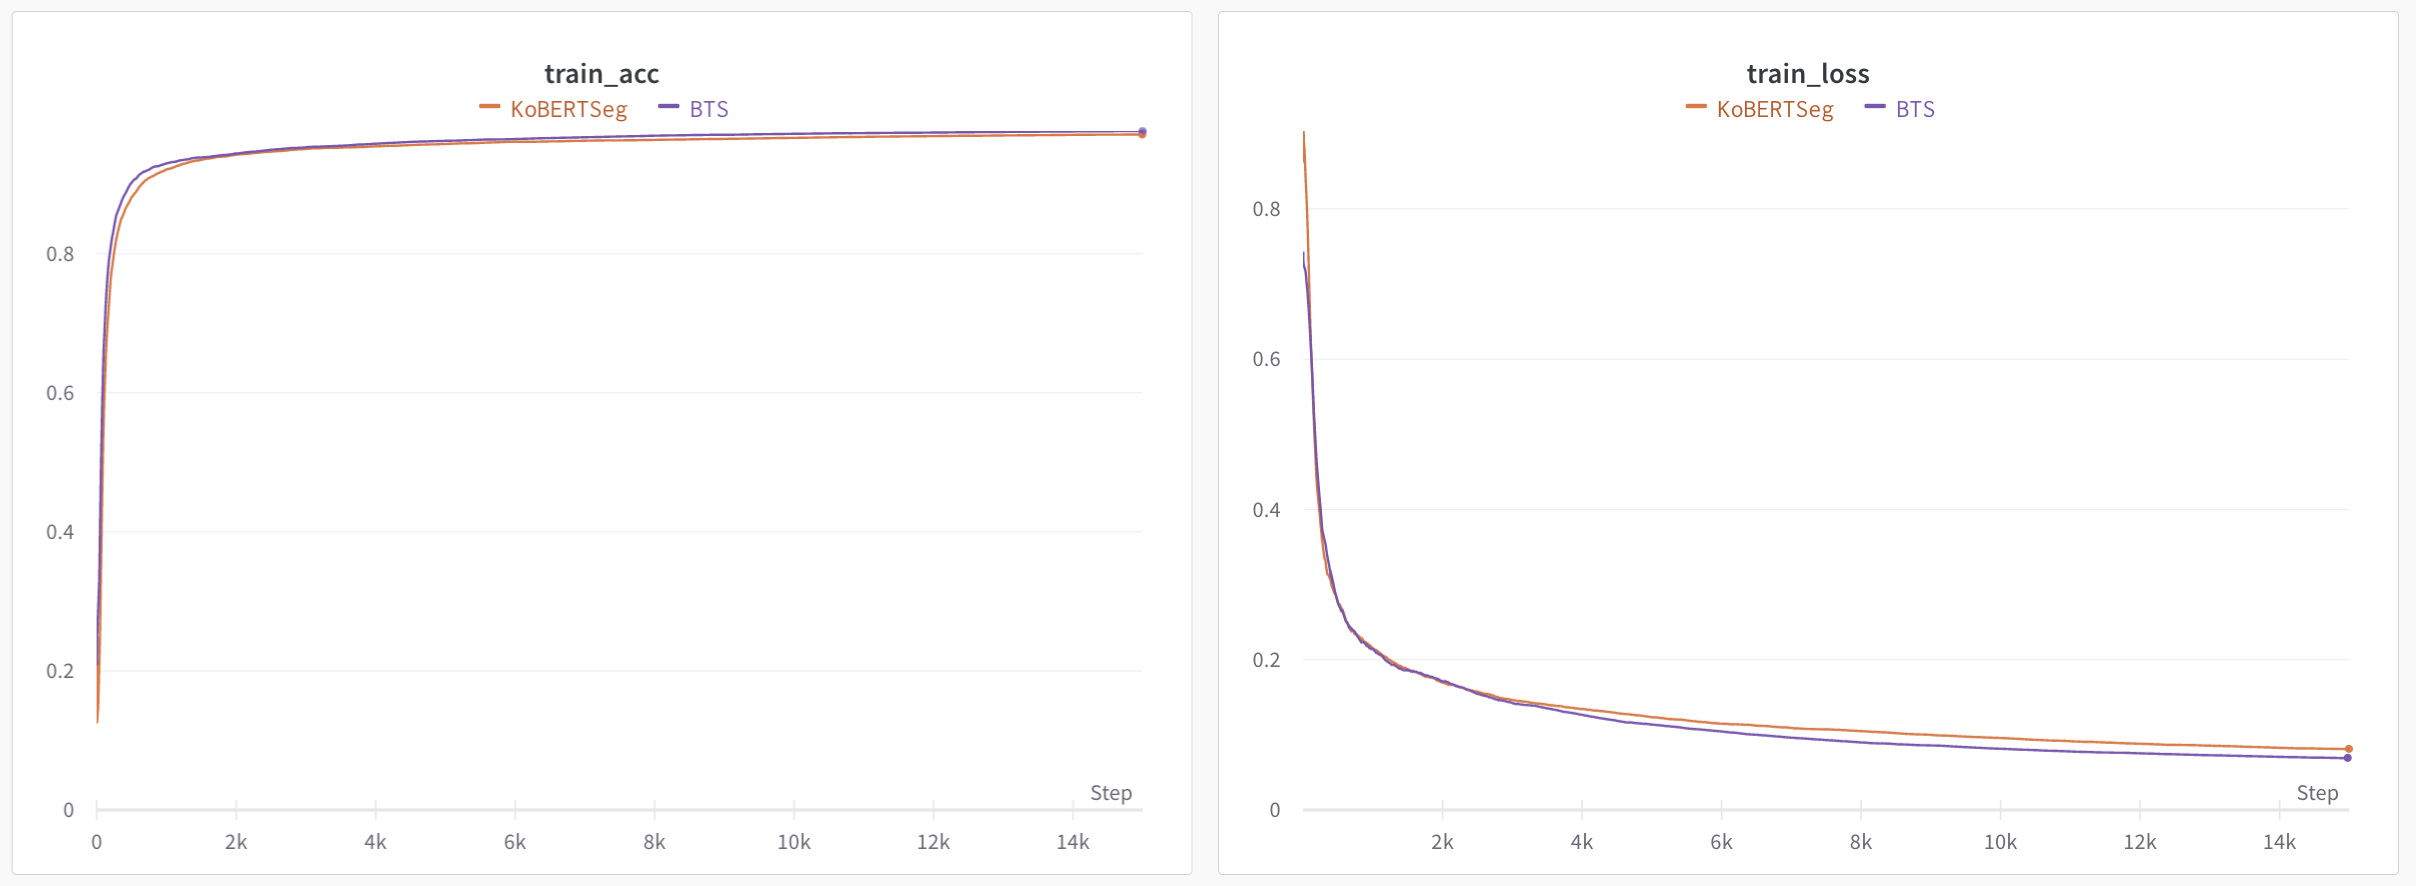 train_acc
KoBERTSeg BTS
0.8
0.6
0.4
0.2
0
Step
0 2k 4k 6k 8k 10k 12k 14k
train_loss
KoBERTSeg BTS
0.8
0.6
0.4
0.2
0
Step
2k 4k 6k 8k 10k 12k 14k